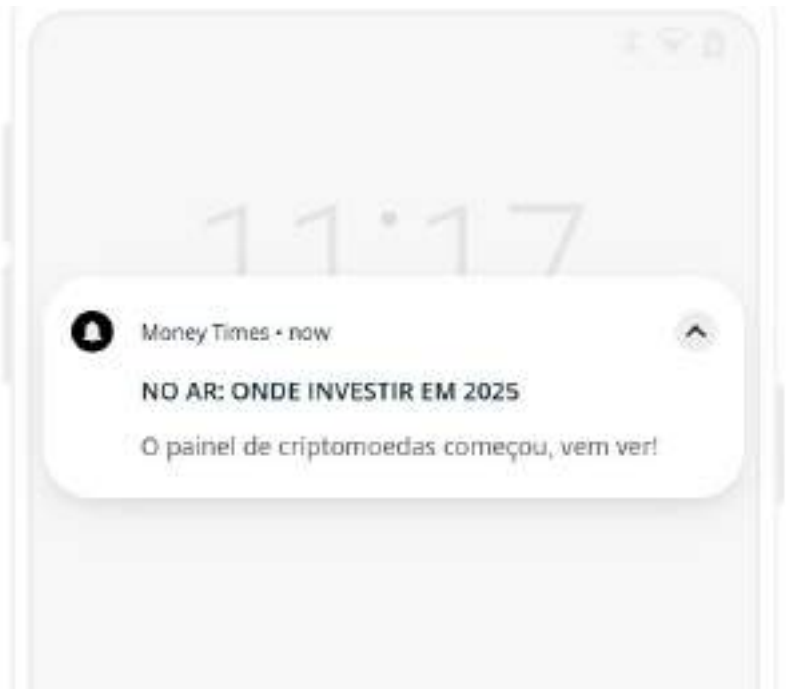 11:17
Money Times • now
NO AR: ONDE INVESTIR EM 2025
O painel de criptomoedas começou, vem ver!